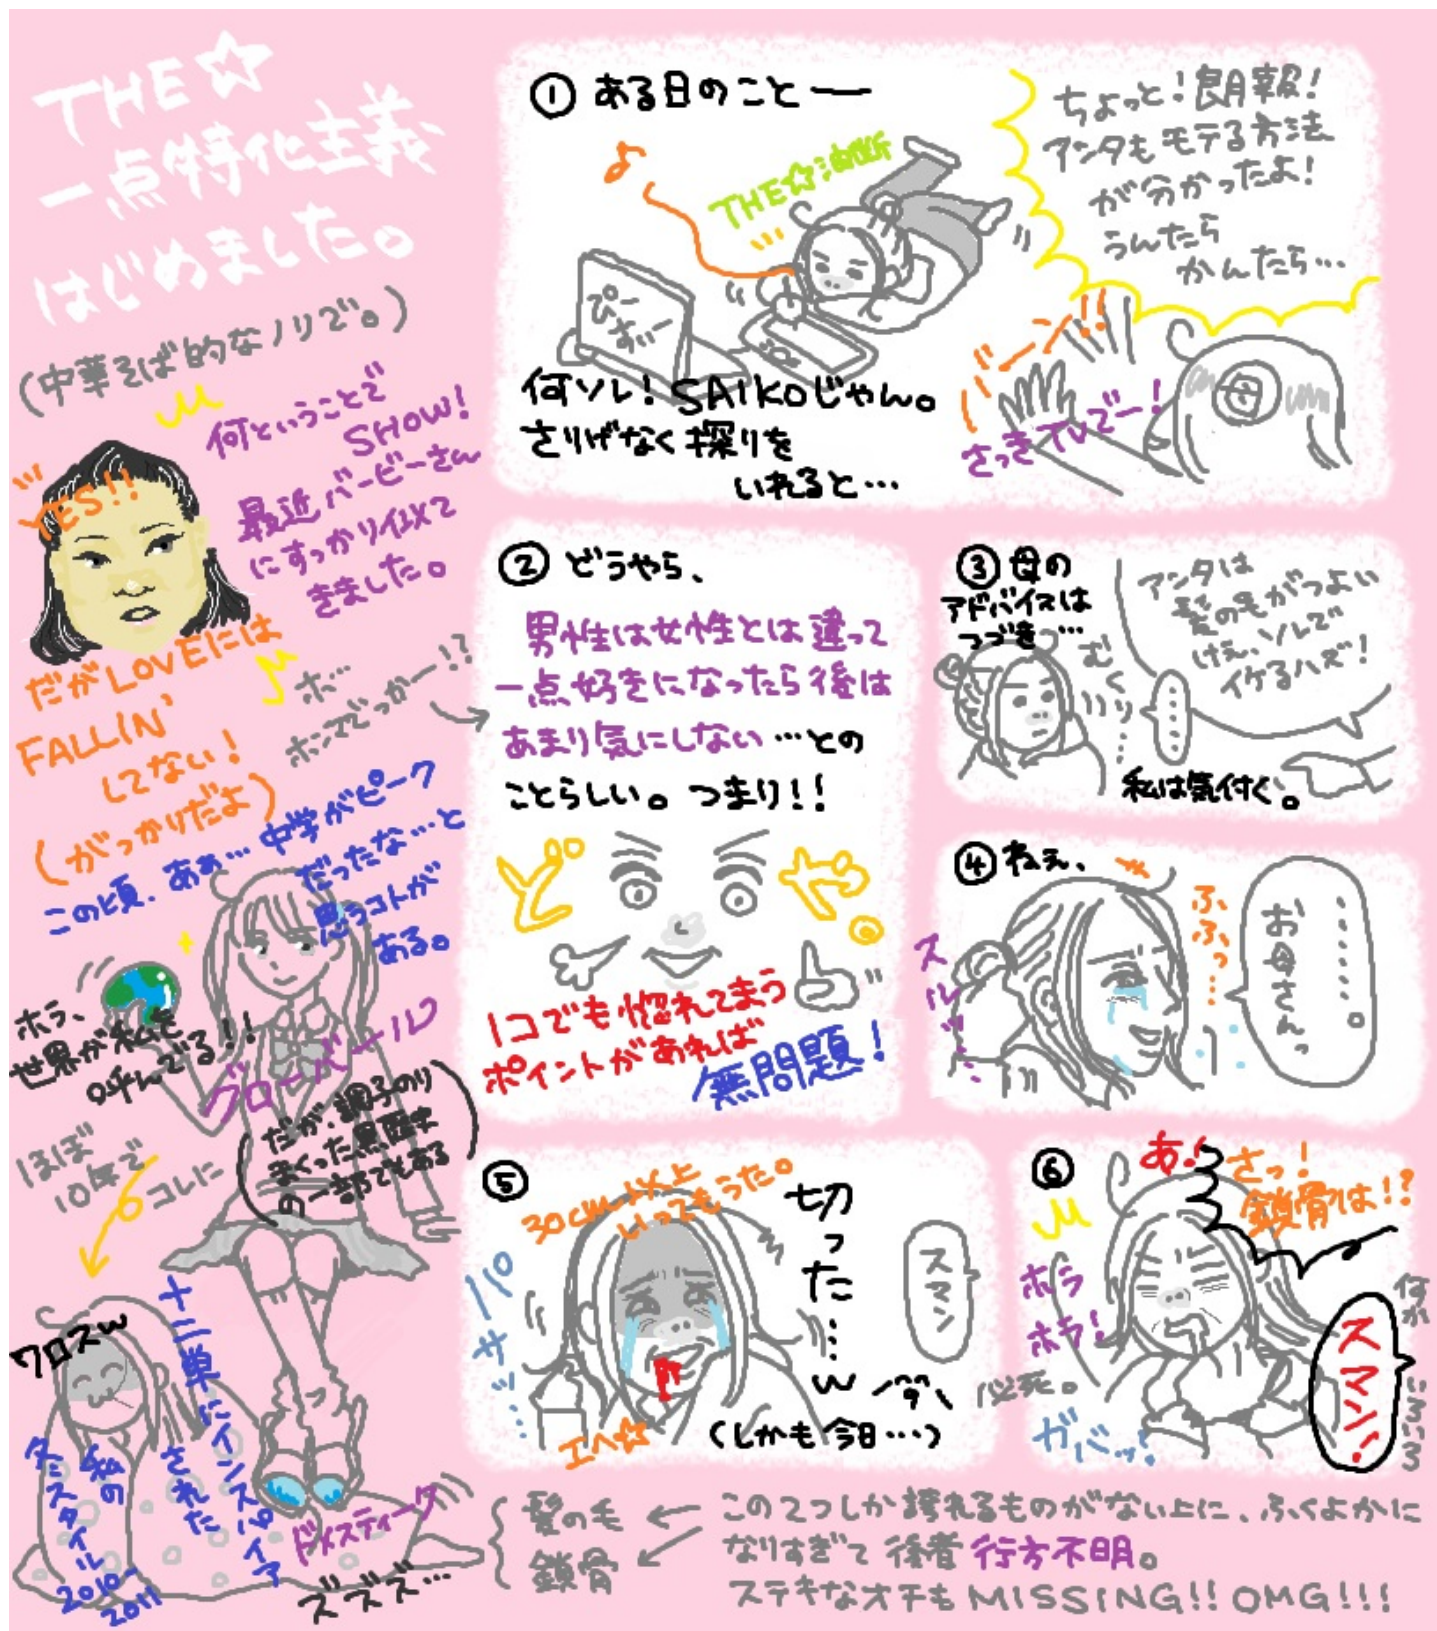 THE☆
一点特化主義
はじめました。
(中華そば的なノリで。)
何ということで
SHOW!
最近バービーさん
にすっかり似て
きました。
YES!!
だがLOVEには
FALLIN'
してない!
(がっかりだよ)
ホ…
ホンマでっかー!?
この頃、あぁ…中学がピーク
だったな…と
思うコトが
ある。
ホラ、
世界が私を
呼んでる!!
グローバール
(だが、調子のり
まくった黒歴史
の一部でもある)
ほぼ
10年で
コレに
ワロスw
十二単に
インスパイア
された
私の
タミスタイル
2010-
2011
ドメスティーク
ズズズ…
① ある日のこと—
THE☆油断
ぴー
すぃー
ちょっと!朗報!
アンタもモテる方法
が分かったよ!
うんたら
かんたら…
バーン!!
さっきTVでー!
母
何ソレ!SAIKOじゃん。
さりげなく探りを
いれると…
② どうやら、
男性は女性とは違って
一点好きになったら後は
あまり気にしない…との
ことらしい。つまり!!
どや。
1コでも惚れてまう
ポイントがあれば
無問題!
③ 母の
アドバイスは
つづき…
アンタは
髪の毛がつよい
けぇ、ソレで
イケるハズ!
むくり…
……
私は気付く。
④ ねぇ、
ふふっ…
スルッ…
お母さんっ
……。
⑤
30cm以上
いってもうた。
切った…w
スマン
パサッ…
エヘ☆
(しかも今日…)
⑥
あ!
さっ!
鎖骨は!?
ホラ
ホラ!
必死。
ガバッ!
スマン!
何か
いろいろ
髪の毛
鎖骨
この2つしか誇れるものがない上に、ふくよかに
なりすぎて後者行方不明。
ステキなオチもMISSING!! OMG!!!